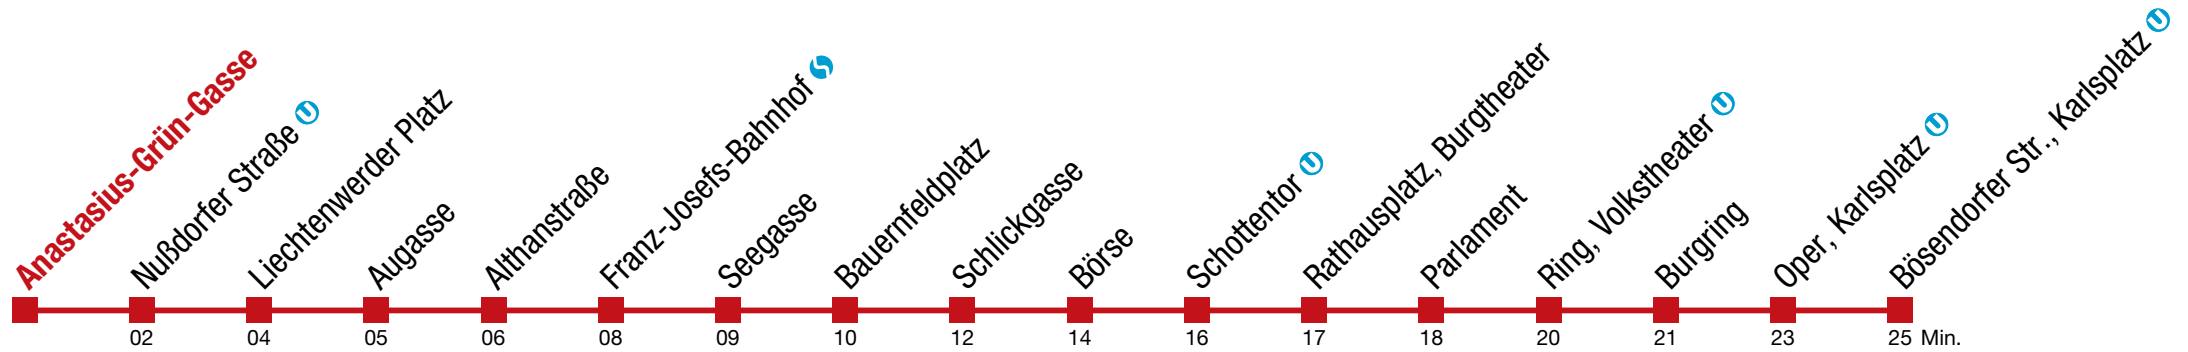 Anastasius-Grün-Gasse
Nußdorfer Straße
Liechtenwerder Platz
Augasse
Althanstraße
Franz-Josefs-Bahnhof
Seegasse
Bauernfeldplatz
Schlickgasse
Börse
Schottentor
Rathausplatz, Burgtheater
Parlament
Ring, Volkstheater
Burgring
Oper, Karlsplatz
Bösendorfer Str., Karlsplatz
02 04 05 06 08 09 10 12 14 16 17 18 20 21 23 25 Min.